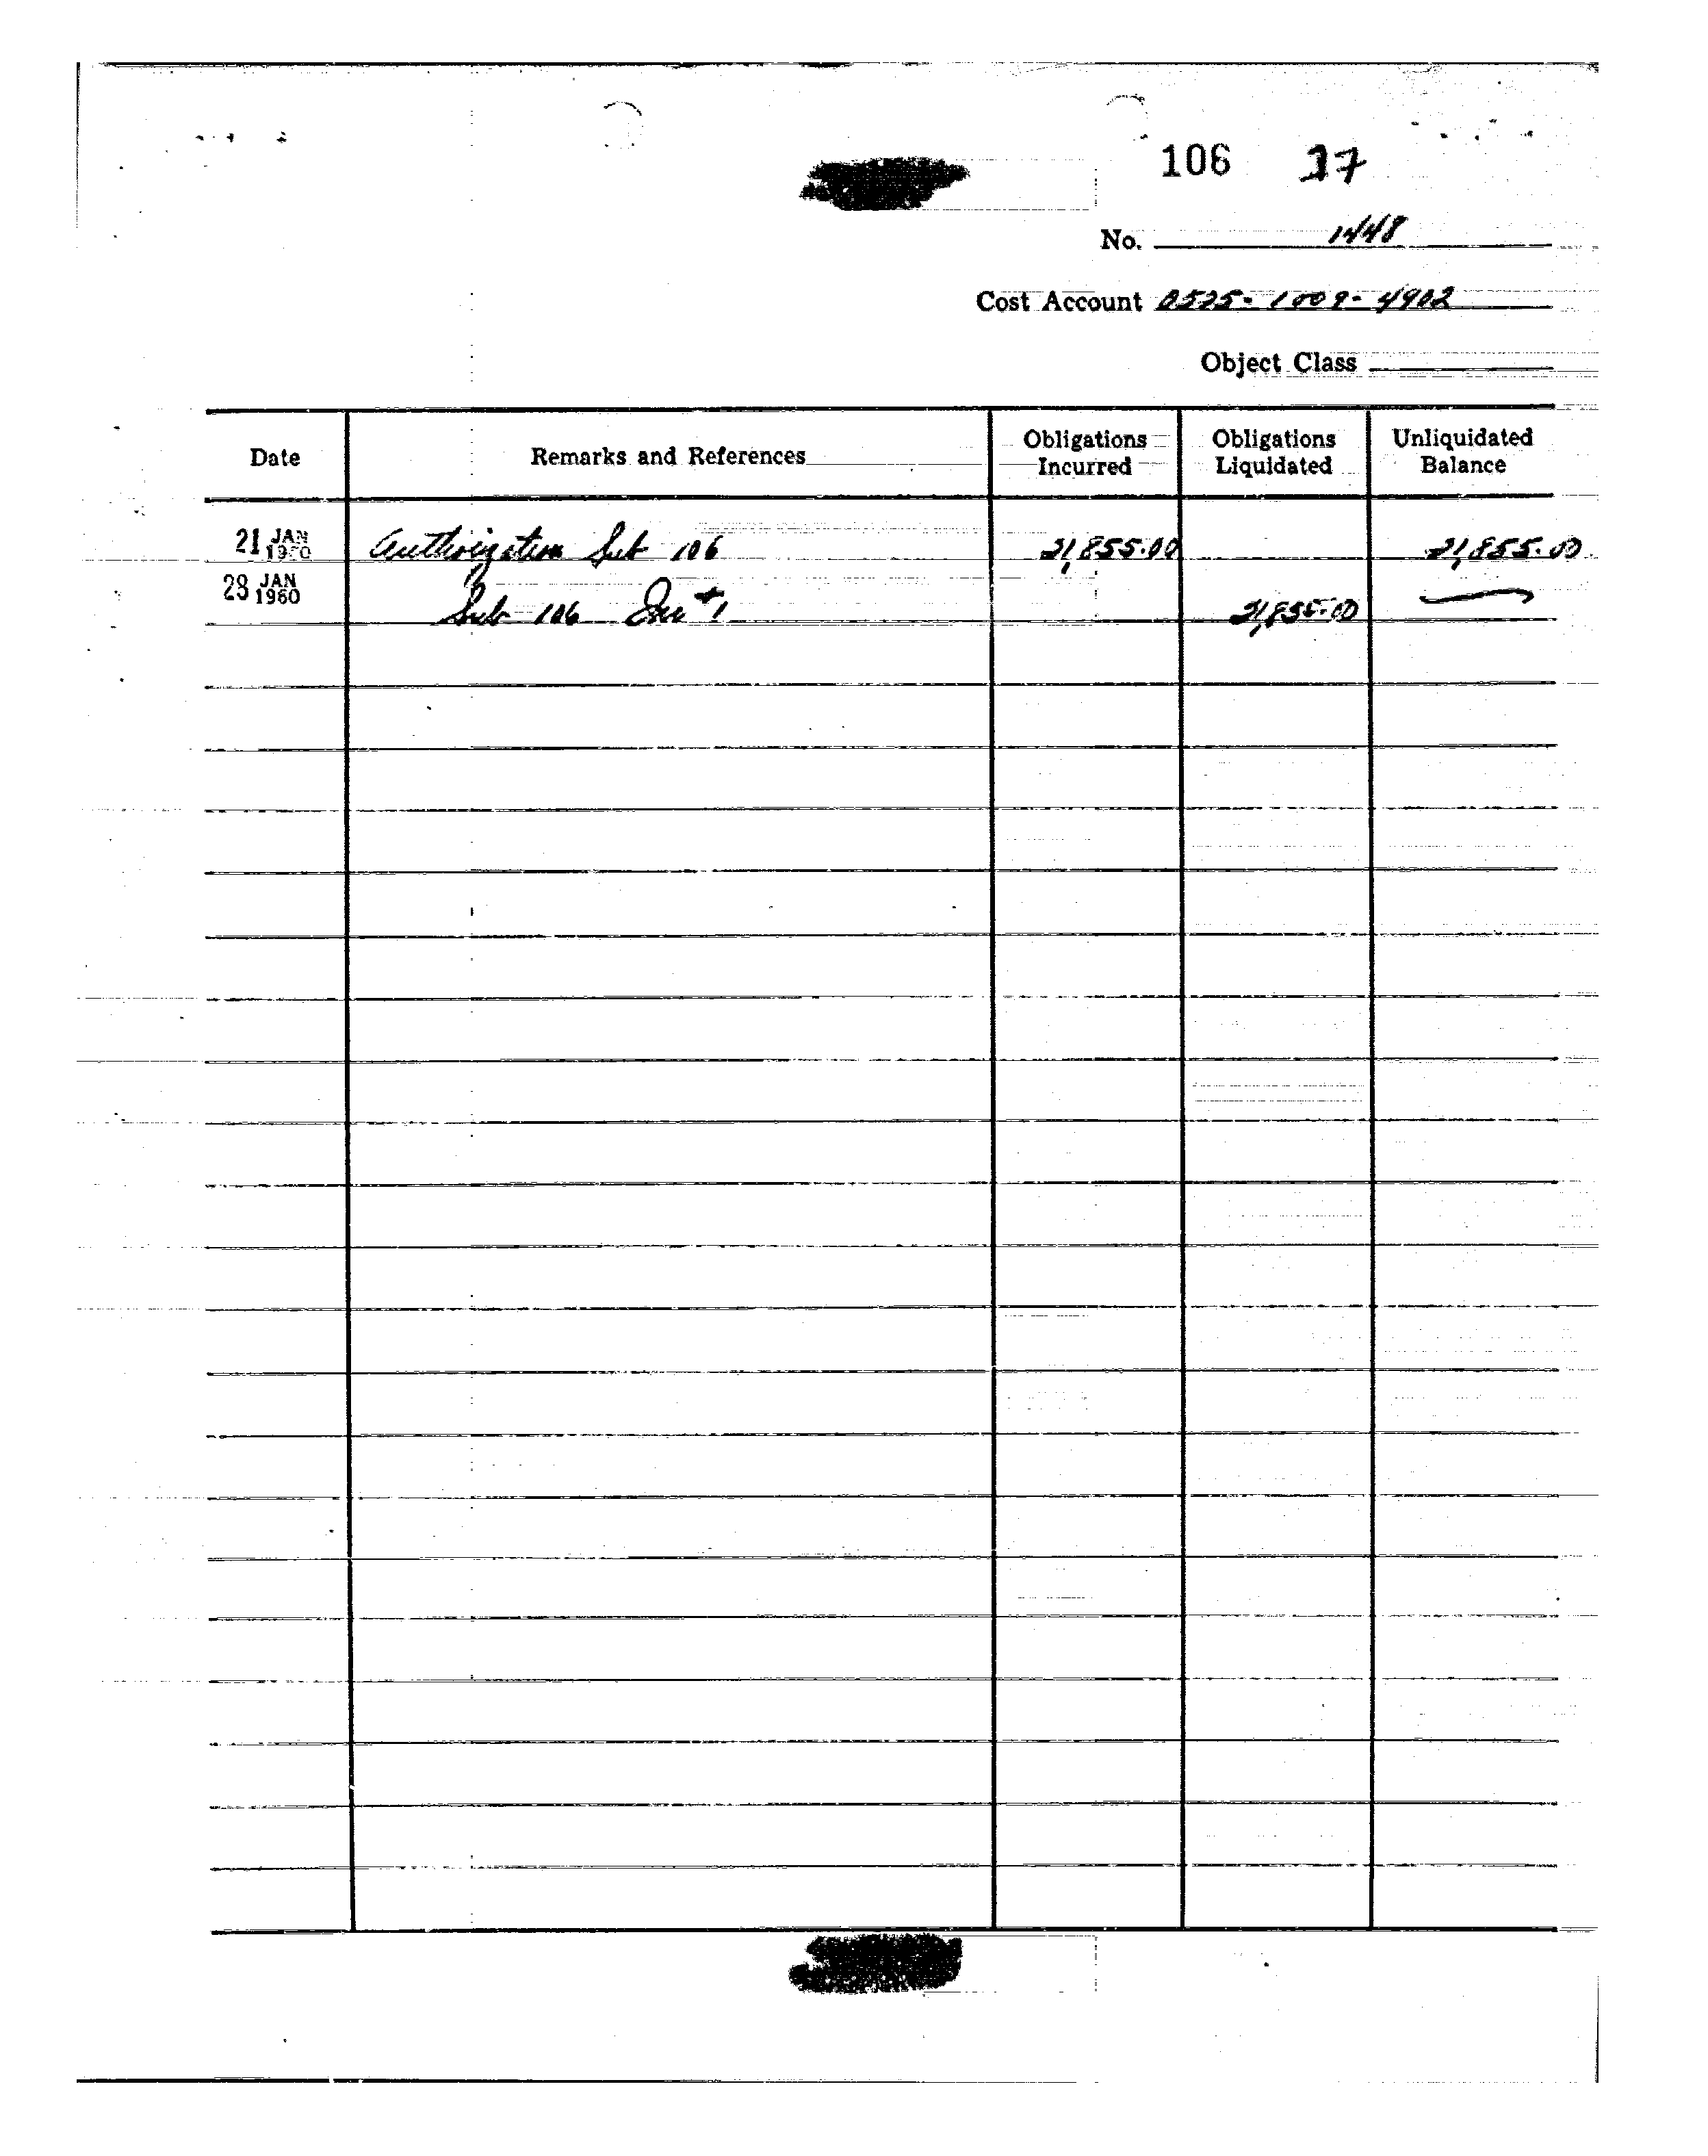 106 37
No. 1448
Cost Account 0525-1009-4902
Object Class
Date Remarks and References Obligations Incurred Obligations Liquidated Unliquidated Balance
21 JAN 1960 Authorization Sub 106 21,855.00 21,855.00
28 JAN 1960 Sub 106 Inv #1 21,855.00 —